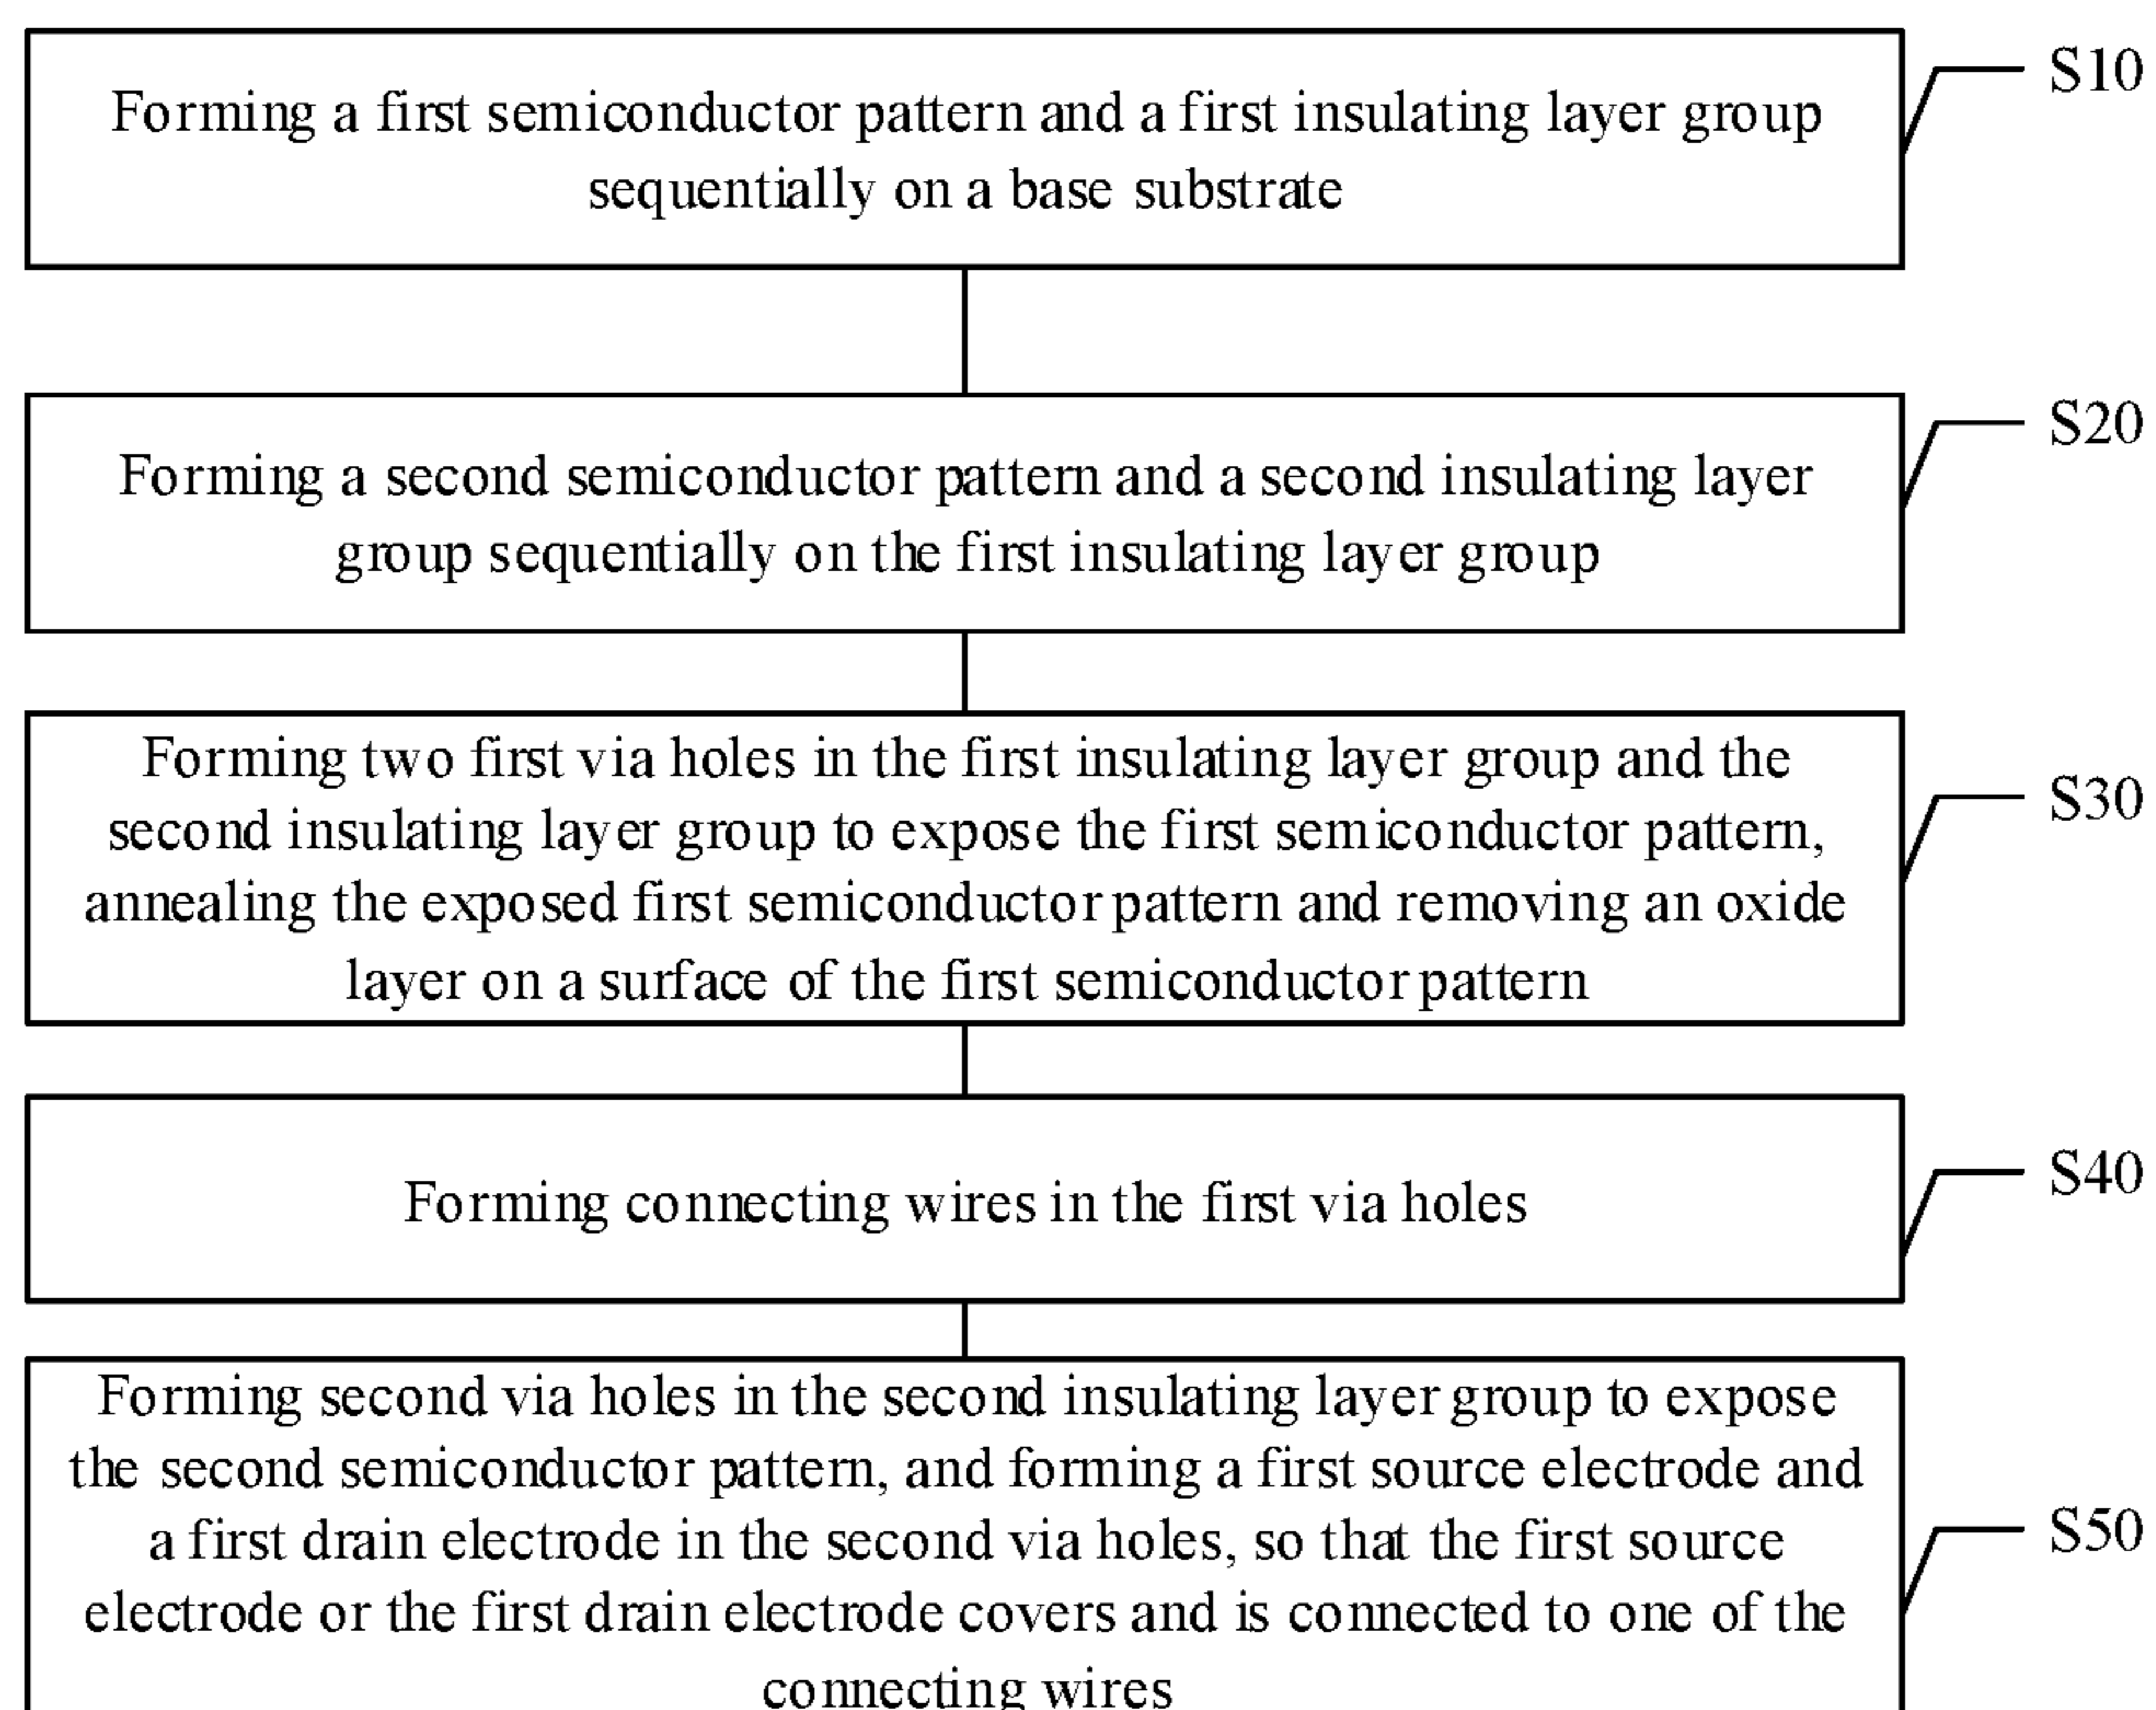 Forming a first semiconductor pattern and a first insulating layer group
sequentially on a base substrate
S10
Forming a second semiconductor pattern and a second insulating layer
group sequentially on the first insulating layer group
S20
Forming two first via holes in the first insulating layer group and the
second insulating layer group to expose the first semiconductor pattern,
annealing the exposed first semiconductor pattern and removing an oxide
layer on a surface of the first semiconductor pattern
S30
Forming connecting wires in the first via holes
S40
Forming second via holes in the second insulating layer group to expose
the second semiconductor pattern, and forming a first source electrode and
a first drain electrode in the second via holes, so that the first source
electrode or the first drain electrode covers and is connected to one of the
connecting wires
S50